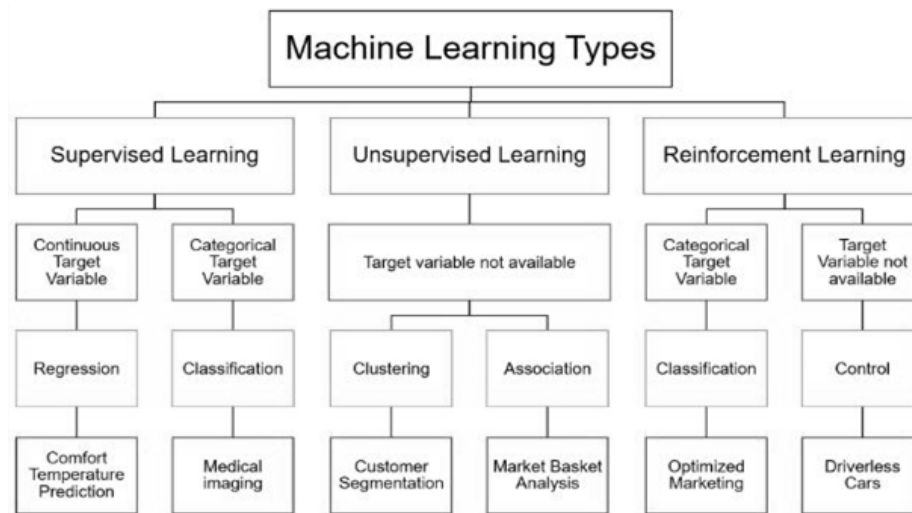 Machine Learning Types
Supervised Learning
Unsupervised Learning
Reinforcement Learning
Continuous
Target
Variable
Categorical
Target
Variable
Target variable not available
Categorical
Target
Variable
Target
Variable not
available
Regression
Classification
Clustering
Association
Classification
Control
Comfort
Temperature
Prediction
Medical
imaging
Customer
Segmentation
Market Basket
Analysis
Optimized
Marketing
Driverless
Cars